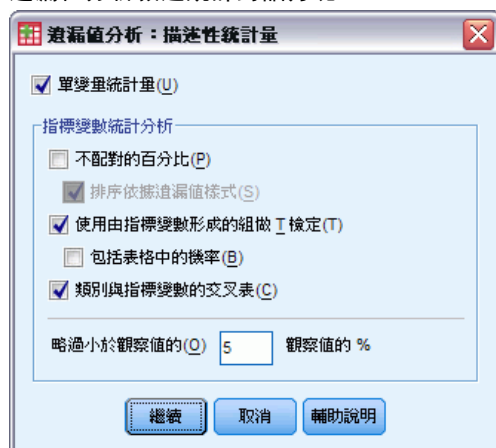 遺漏值分析：描述性統計量
單變量統計量(U)
指標變數統計分析
不配對的百分比(P)
排序依據遺漏值樣式(S)
使用由指標變數形成的組做 T 檢定(T)
包括表格中的機率(B)
類別與指標變數的交叉表(C)
略過小於觀察值的(O) 5 觀察值的 %
繼續 取消 輔助說明